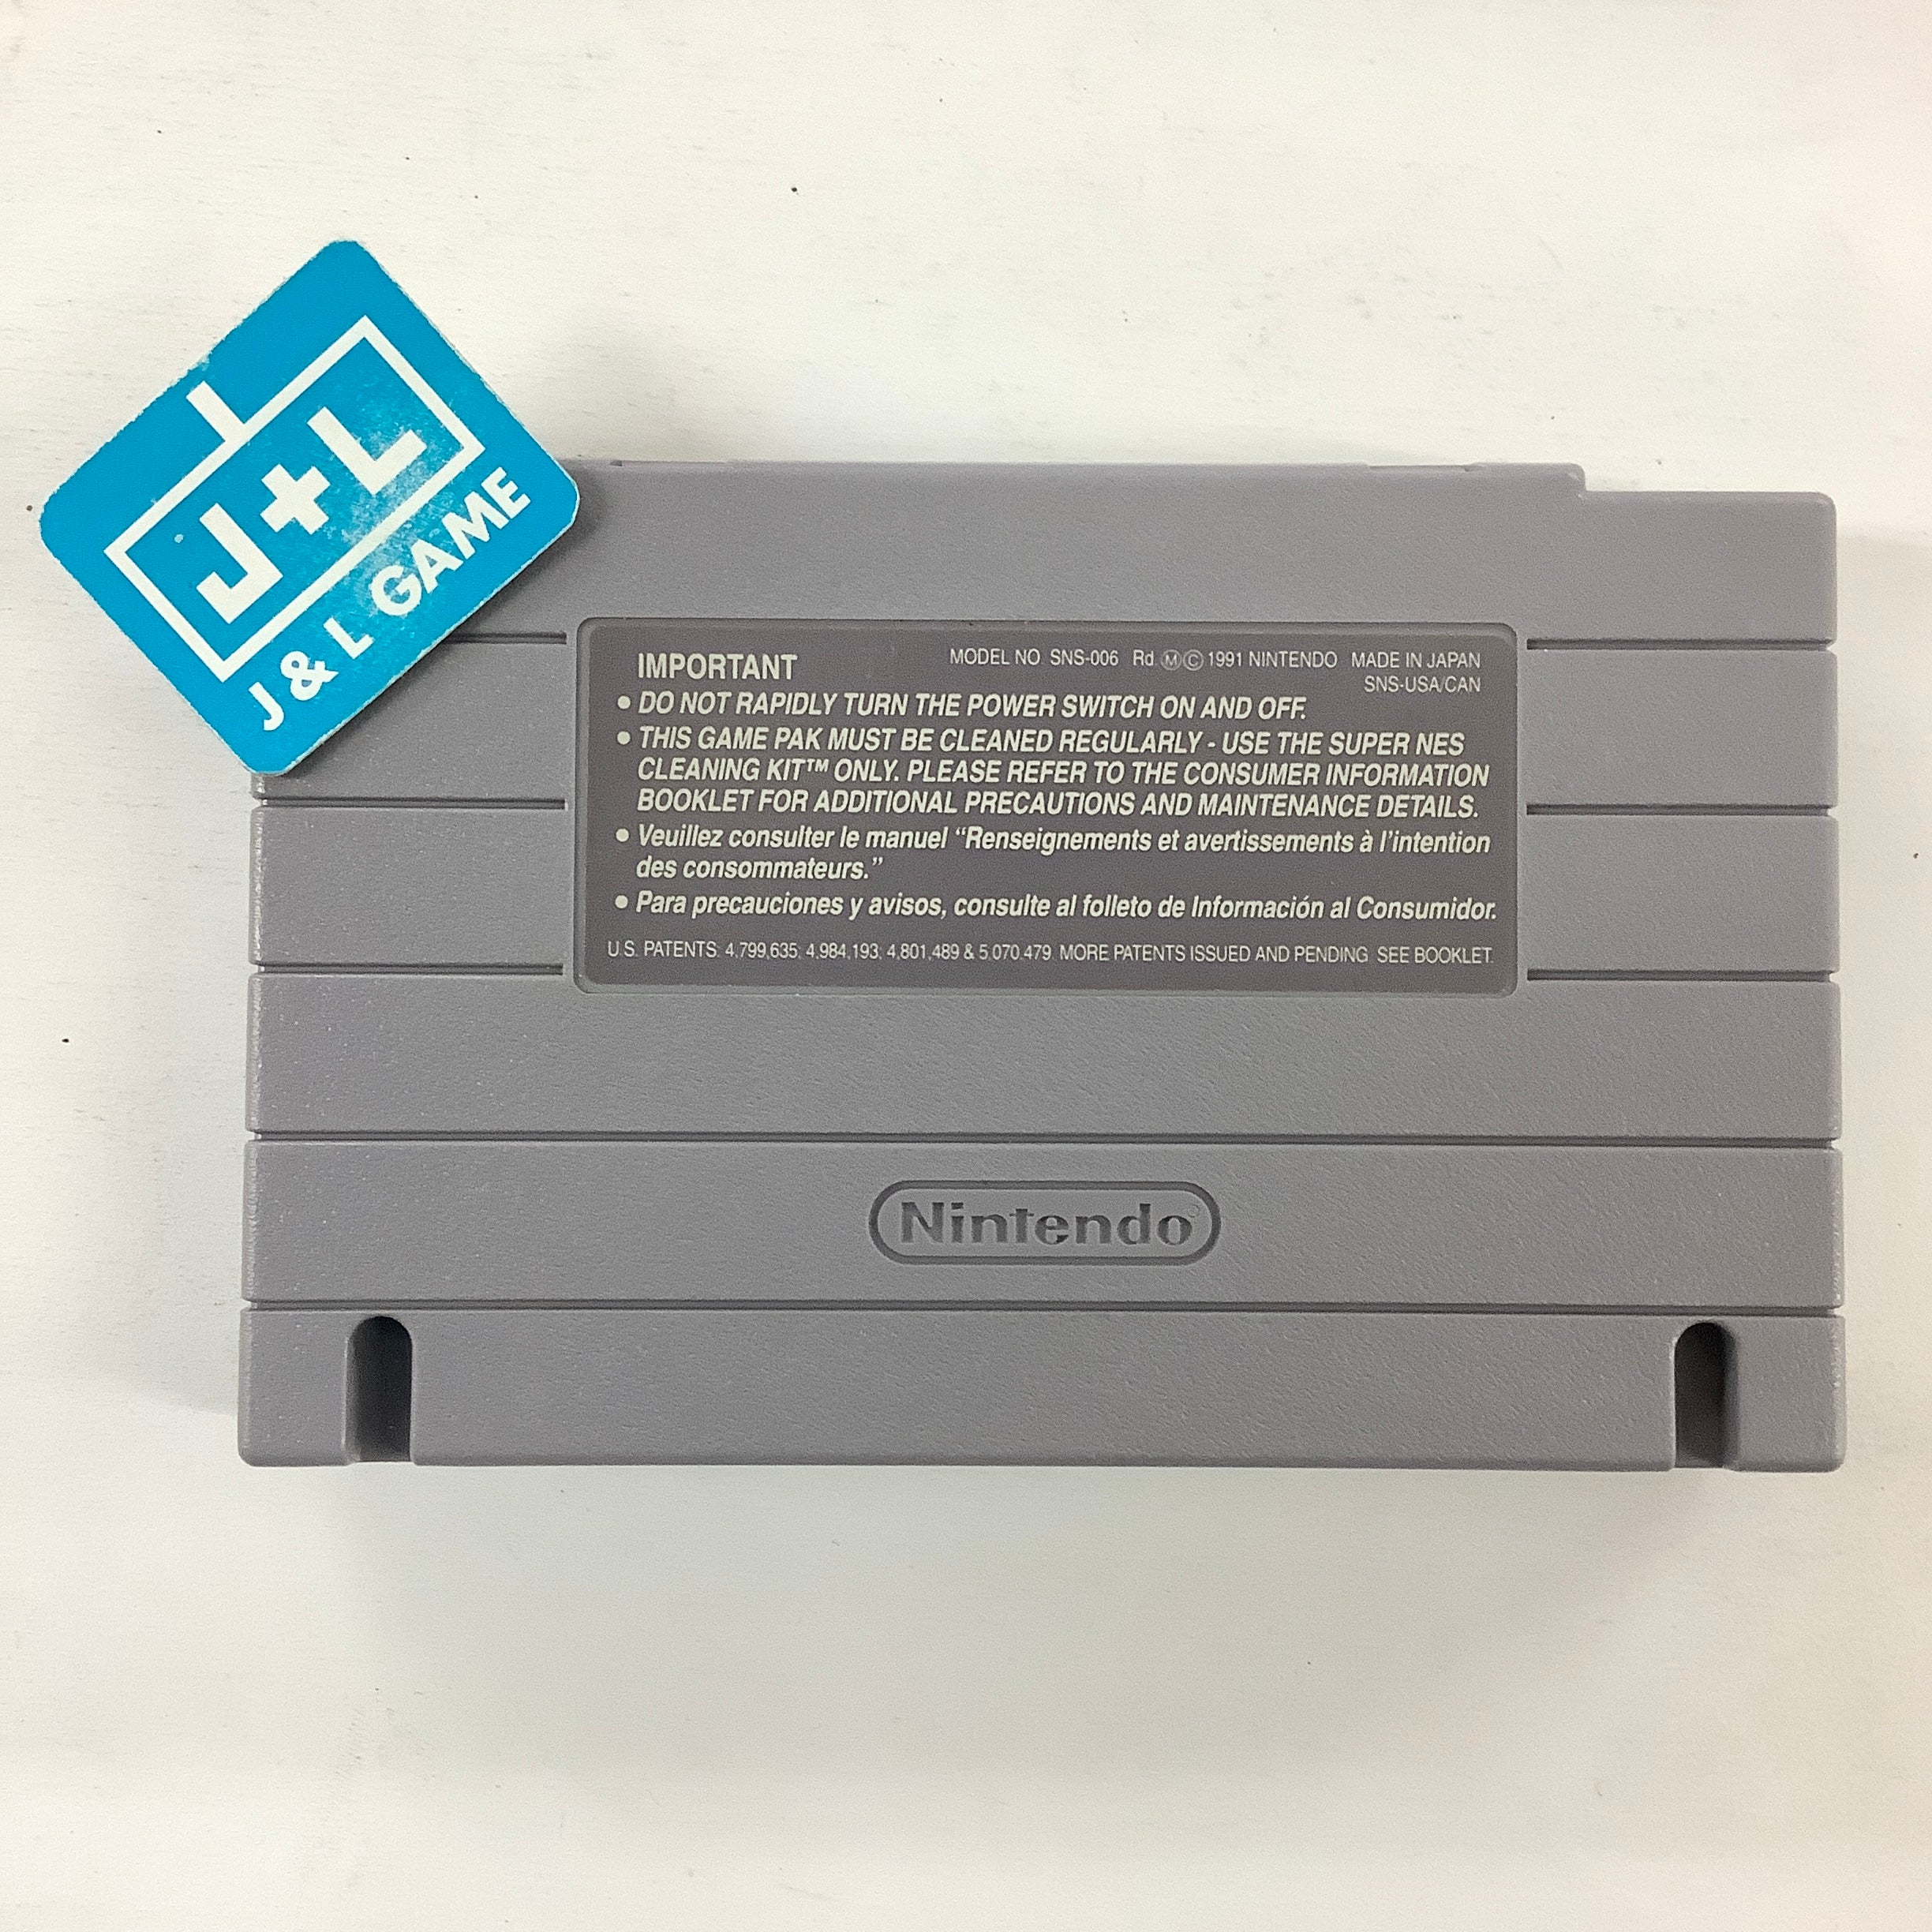 J+L
J & L GAME
IMPORTANT
MODEL NO SNS-006 Rd. Ⓜ © 1991 NINTENDO MADE IN JAPAN
SNS-USA/CAN
• DO NOT RAPIDLY TURN THE POWER SWITCH ON AND OFF.
• THIS GAME PAK MUST BE CLEANED REGULARLY - USE THE SUPER NES
CLEANING KIT™ ONLY. PLEASE REFER TO THE CONSUMER INFORMATION
BOOKLET FOR ADDITIONAL PRECAUTIONS AND MAINTENANCE DETAILS.
• Veuillez consulter le manuel “Renseignements et avertissements à l’intention
des consommateurs.”
• Para precauciones y avisos, consulte al folleto de Información al Consumidor.
U.S. PATENTS: 4,799,635; 4,984,193; 4,801,489 & 5,070,479. MORE PATENTS ISSUED AND PENDING SEE BOOKLET.
Nintendo®